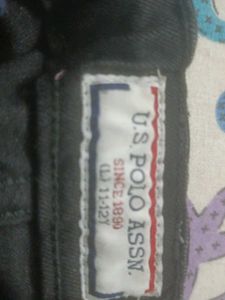 U.S. POLO ASSN.
SINCE 1890
(L) 11-12Y